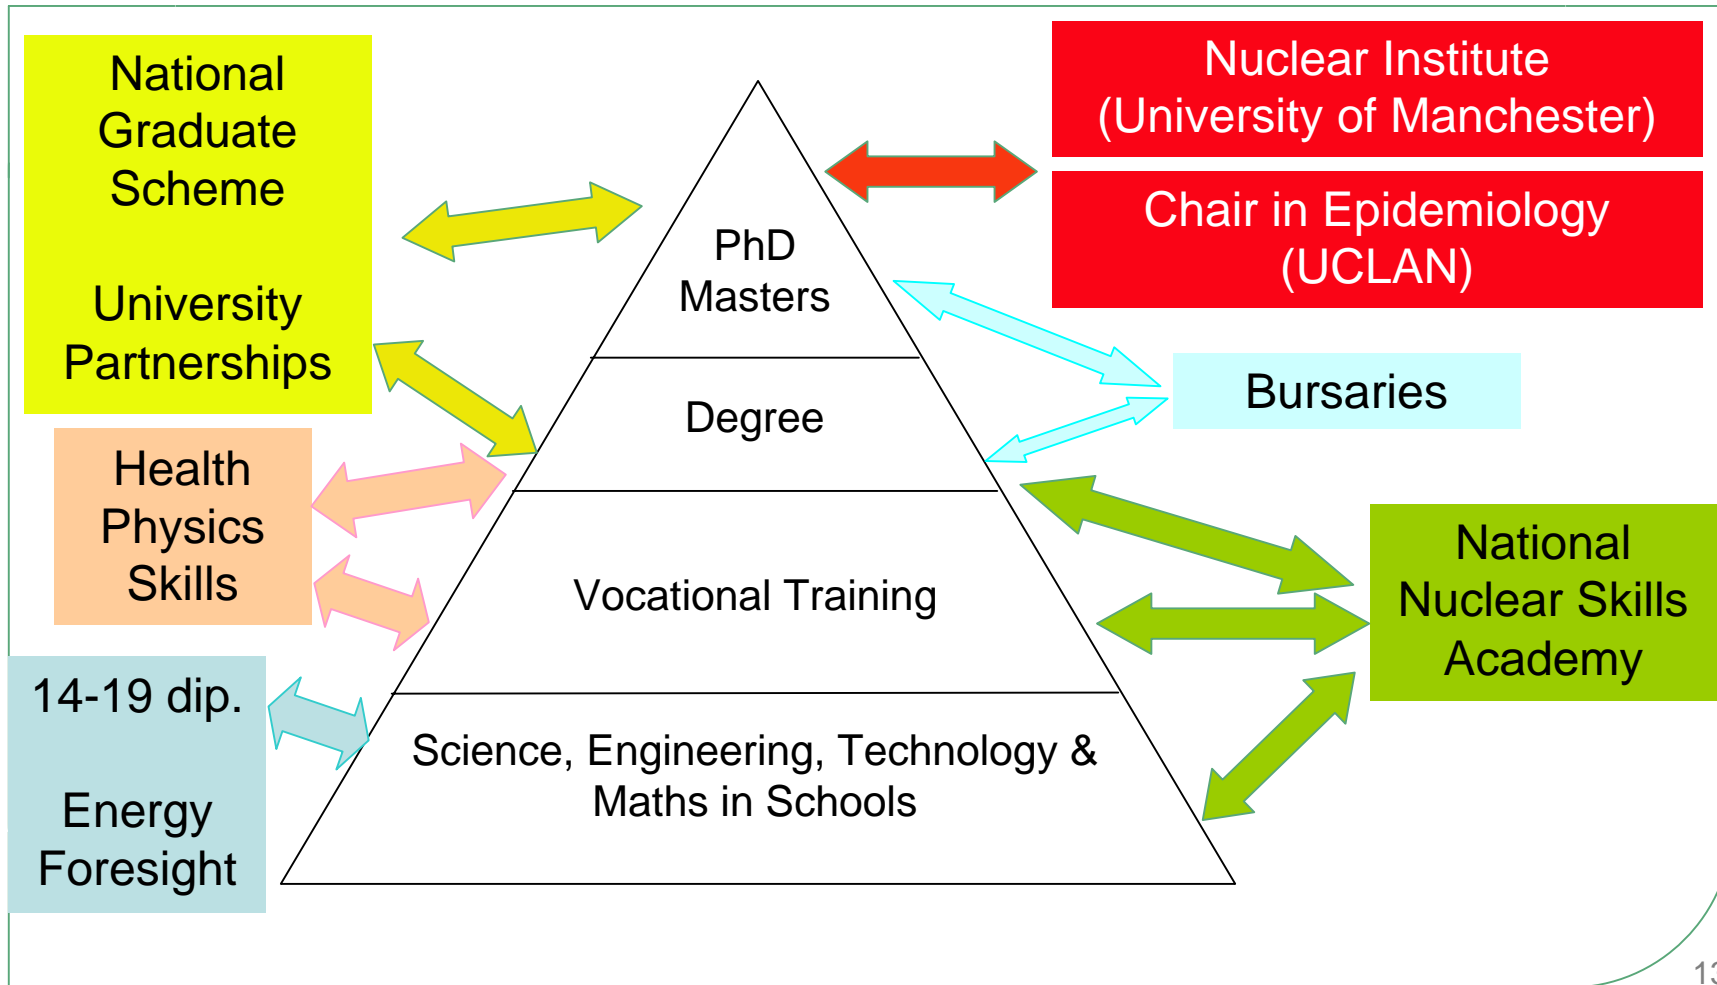 National
Graduate
Scheme
University
Partnerships
Health
Physics
Skills
14-19 dip.
Energy
Foresight
PhD
Masters
Degree
Vocational Training
Science, Engineering, Technology &
Maths in Schools
Nuclear Institute
(University of Manchester)
Chair in Epidemiology
(UCLAN)
Bursaries
National
Nuclear Skills
Academy
13